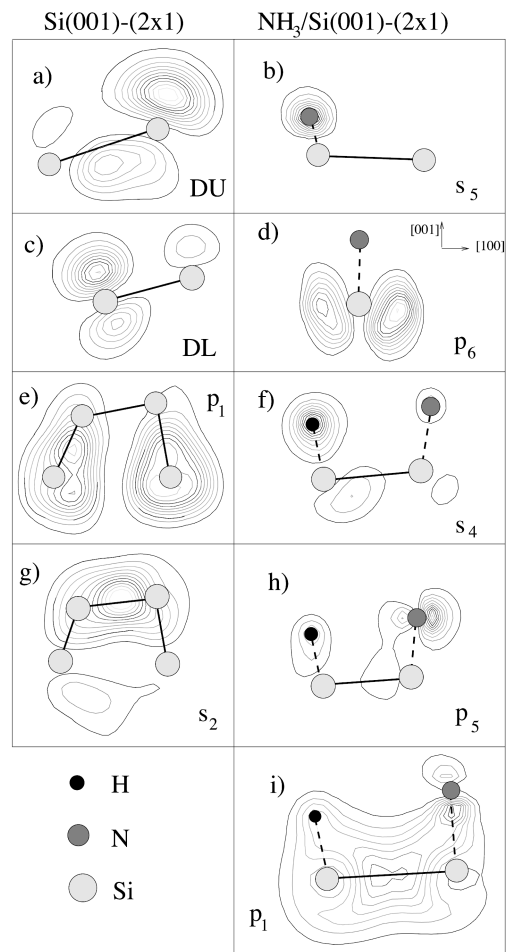 Si(001)-(2x1) NH3/Si(001)-(2x1)
a) DU
b) s5
c) DL
d) [001] [100]
p6
e) p1
f) s4
g) s2
h) p5
i) p1
H
N
Si